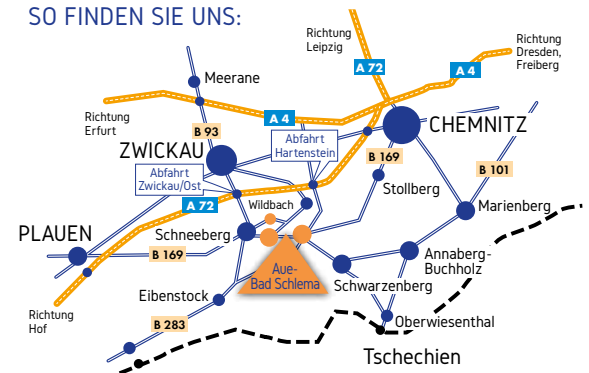 SO FINDEN SIE UNS:
Richtung
Leipzig
Richtung
Dresden,
Freiberg
A 72
A 4
Meerane
Richtung
Erfurt
A 4
B 93
CHEMNITZ
Abfahrt
Hartenstein
ZWICKAU
B 169
B 101
Abfahrt
Zwickau/Ost
Stollberg
A 72
Wildbach
Marienberg
PLAUEN
Schneeberg
B 169
Annaberg-
Buchholz
Aue-
Bad Schlema
Schwarzenberg
Eibenstock
Richtung
Hof
B 283
Oberwiesenthal
Tschechien